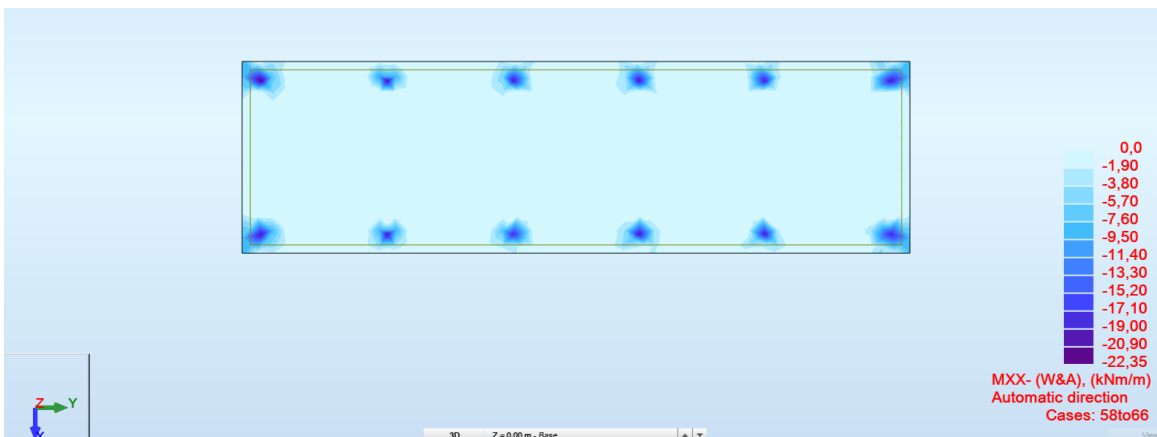 0,0
-1,90
-3,80
-5,70
-7,60
-9,50
-11,40
-13,30
-15,20
-17,10
-19,00
-20,90
-22,35
MXX- (W&A), (kNm/m)
Automatic direction
Cases: 58to66
Z
Y
X
3D Z = 0.00 m - Base
View